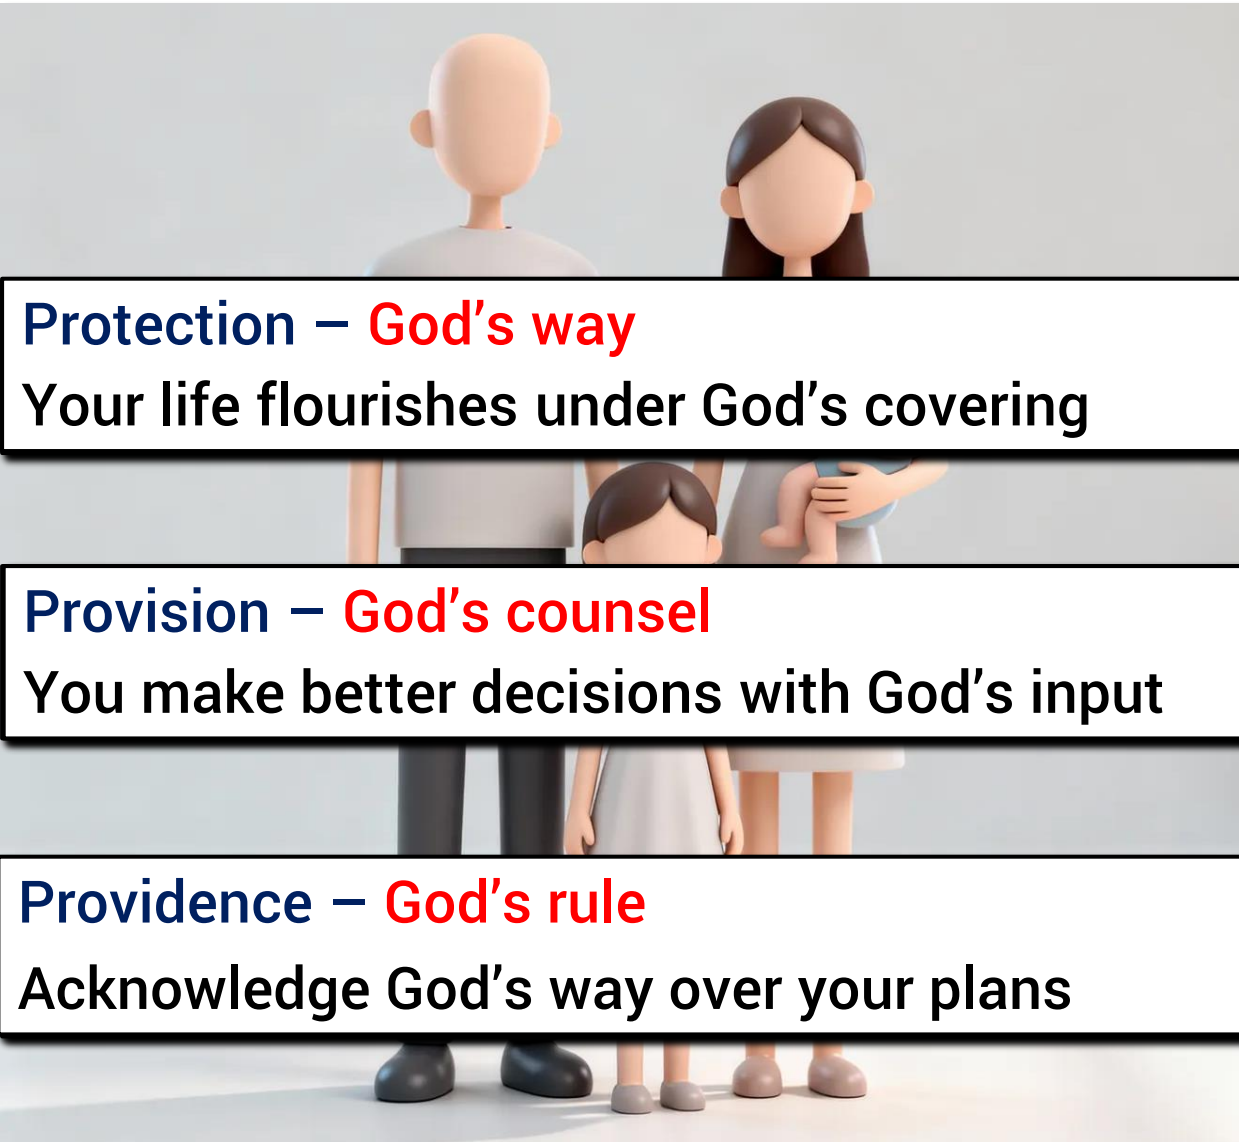 Protection – God’s way
Your life flourishes under God’s covering
Provision – God’s counsel
You make better decisions with God’s input
Providence – God’s rule
Acknowledge God’s way over your plans